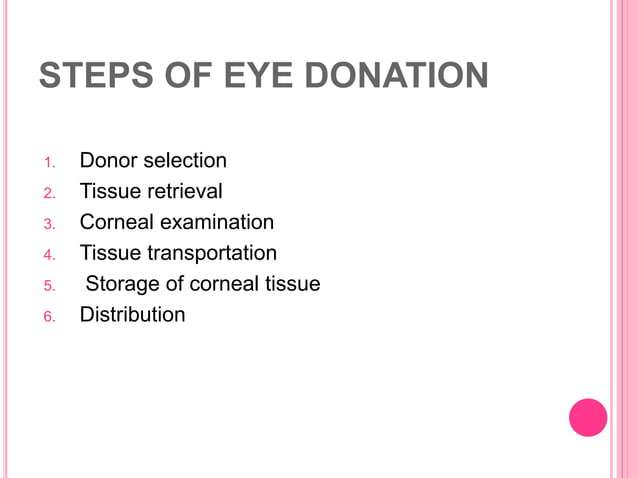 STEPS OF EYE DONATION
1. Donor selection
2. Tissue retrieval
3. Corneal examination
4. Tissue transportation
5. Storage of corneal tissue
6. Distribution